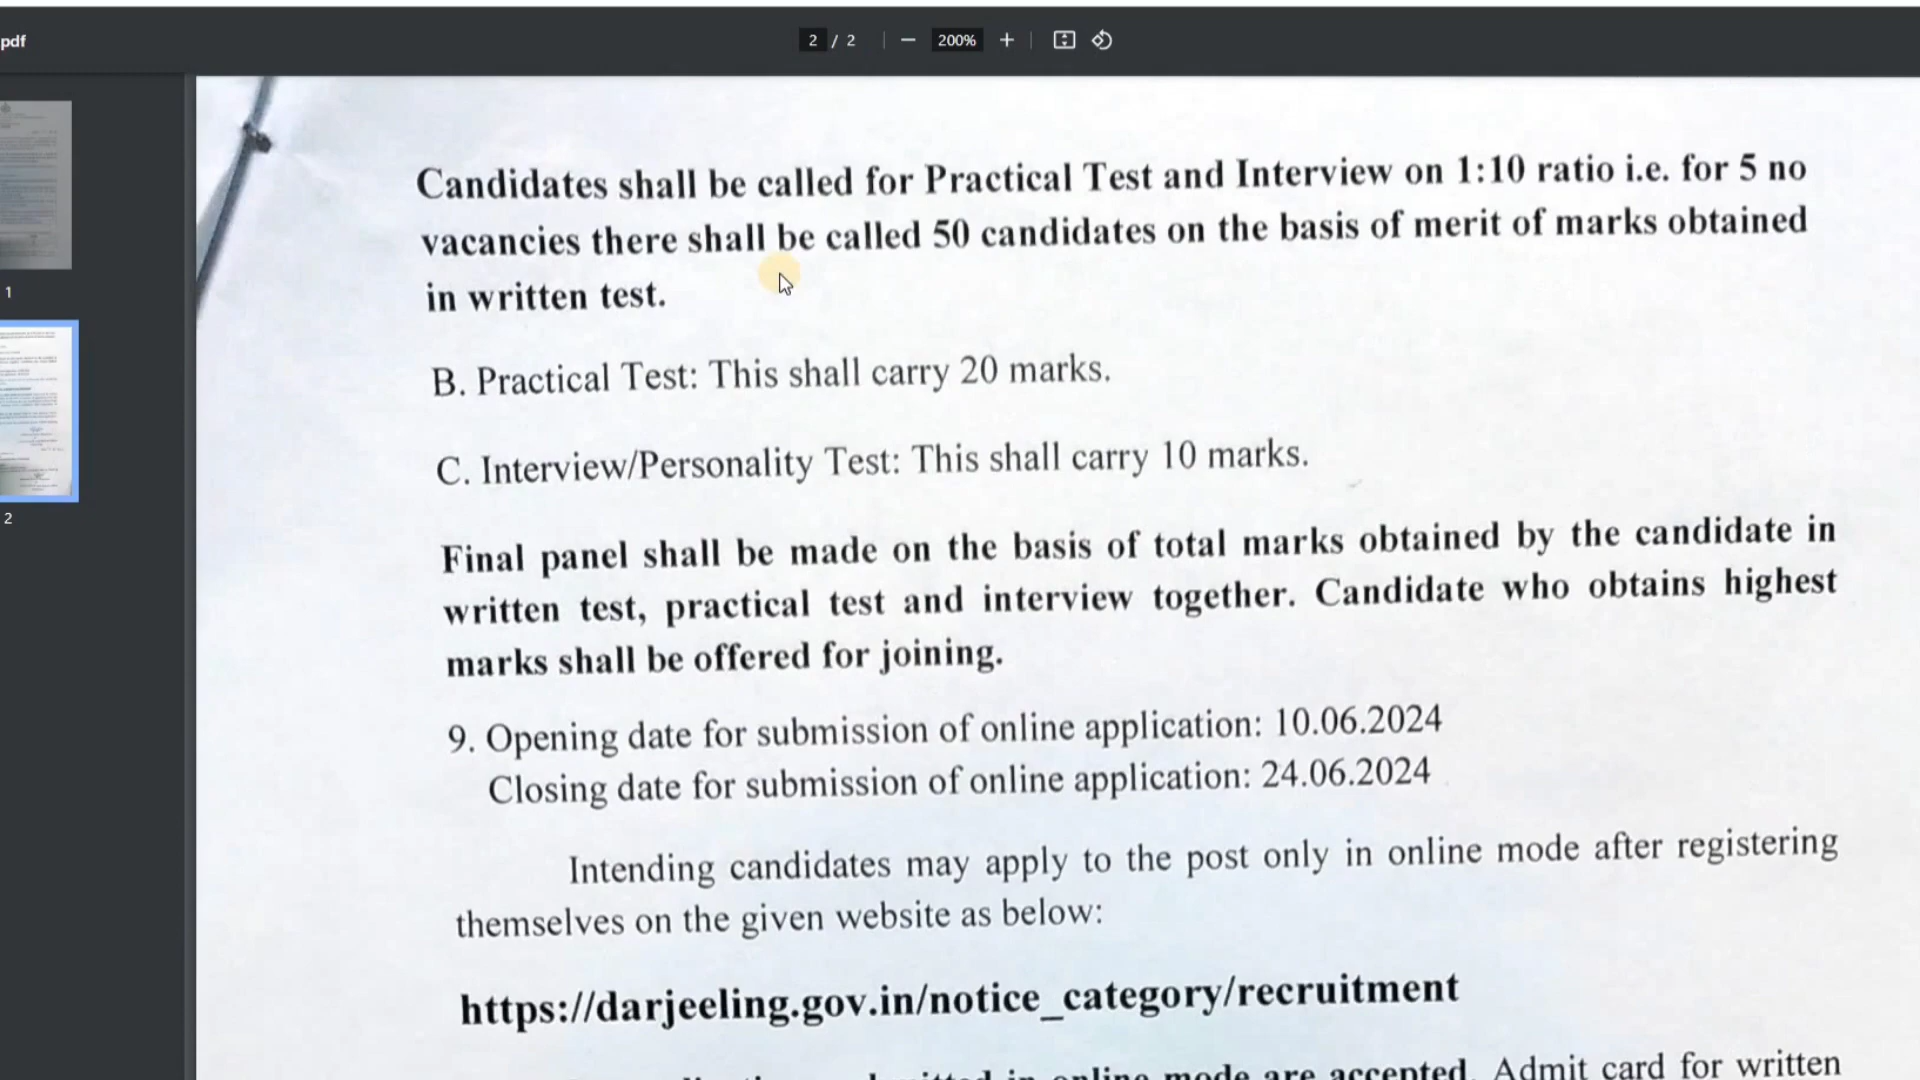 pdf
2 / 2
200%
1
2
Candidates shall be called for Practical Test and Interview on 1:10 ratio i.e. for 5 no
vacancies there shall be called 50 candidates on the basis of merit of marks obtained
in written test.
B. Practical Test: This shall carry 20 marks.
C. Interview/Personality Test: This shall carry 10 marks.
Final panel shall be made on the basis of total marks obtained by the candidate in
written test, practical test and interview together. Candidate who obtains highest
marks shall be offered for joining.
9. Opening date for submission of online application: 10.06.2024
Closing date for submission of online application: 24.06.2024
Intending candidates may apply to the post only in online mode after registering
themselves on the given website as below:
https://darjeeling.gov.in/notice_category/recruitment
in online mode are accepted. Admit card for written